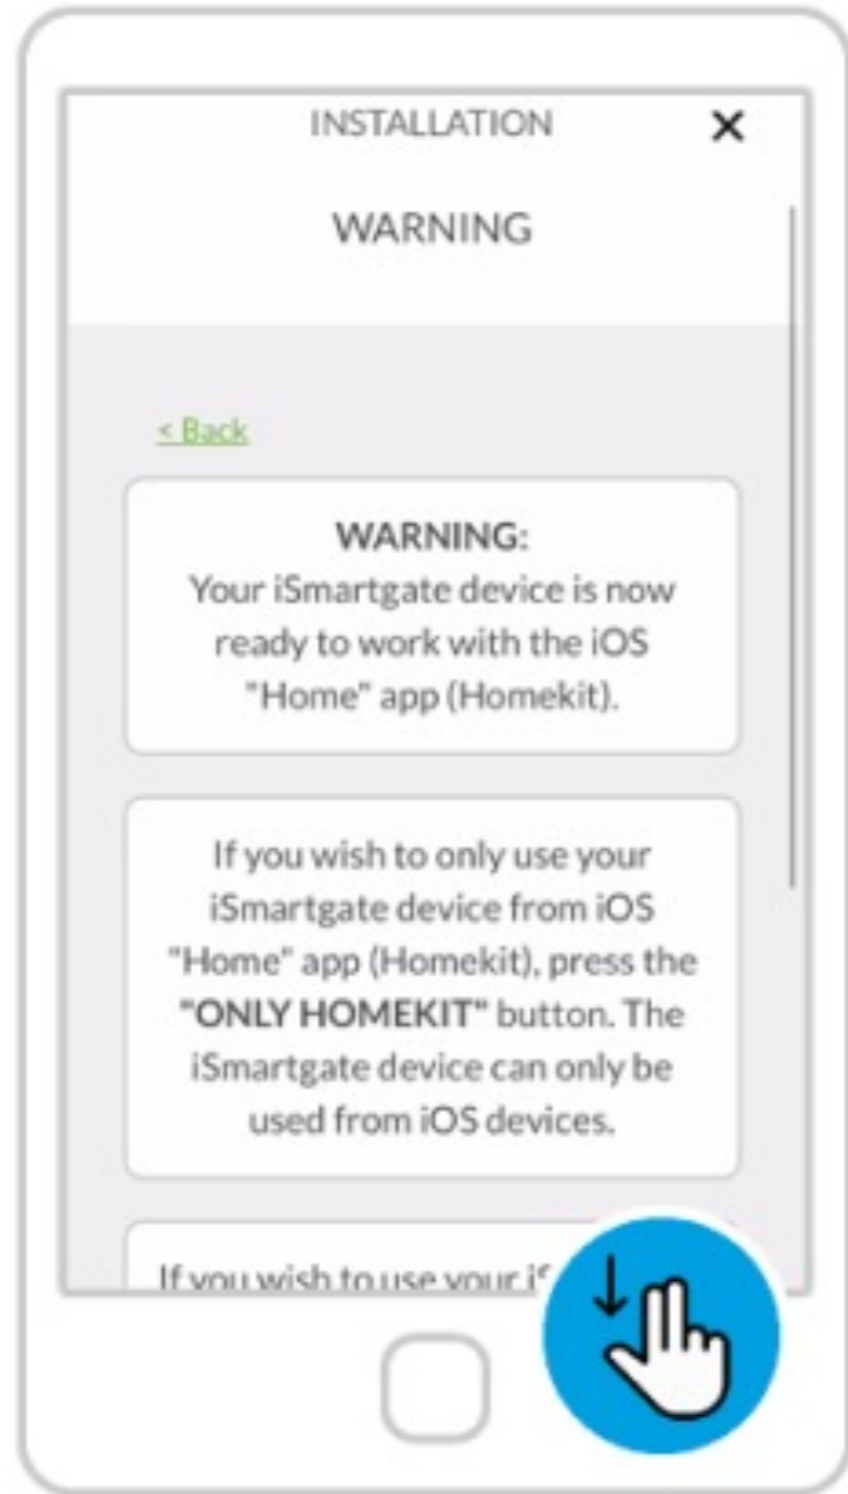 INSTALLATION
WARNING
< Back
WARNING:
Your iSmartgate device is now
ready to work with the iOS
"Home" app (Homekit).
If you wish to only use your
iSmartgate device from iOS
"Home" app (Homekit), press the
"ONLY HOMEKIT" button. The
iSmartgate device can only be
used from iOS devices.
If you wish to use your